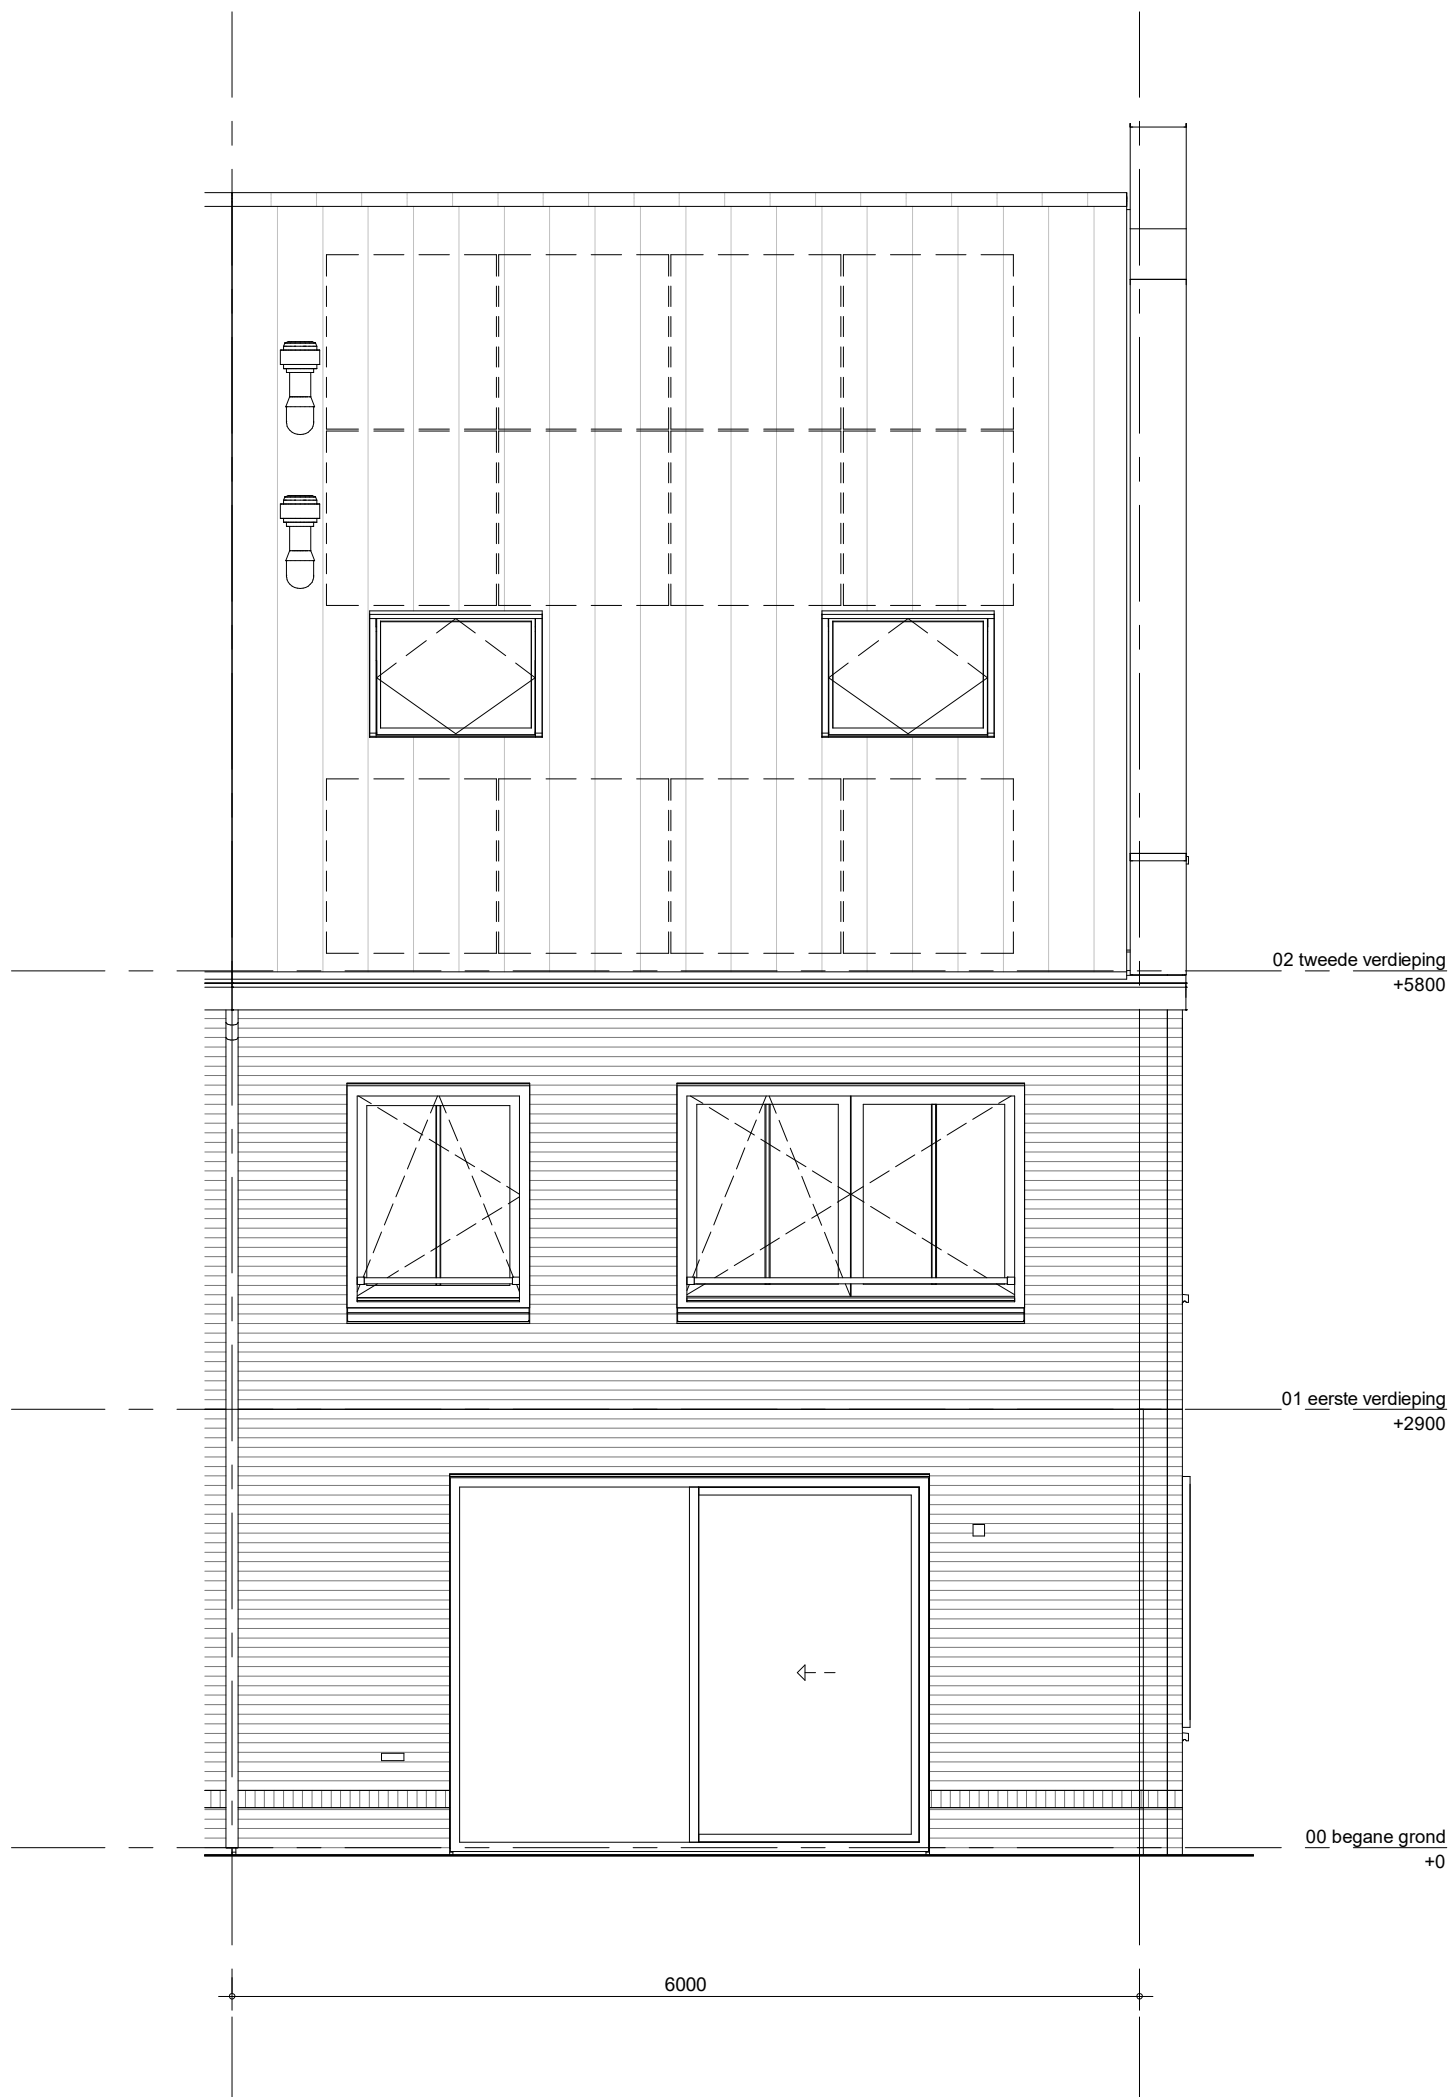 02 tweede verdieping
+5800
01 eerste verdieping
+2900
00 begane grond
+0
6000